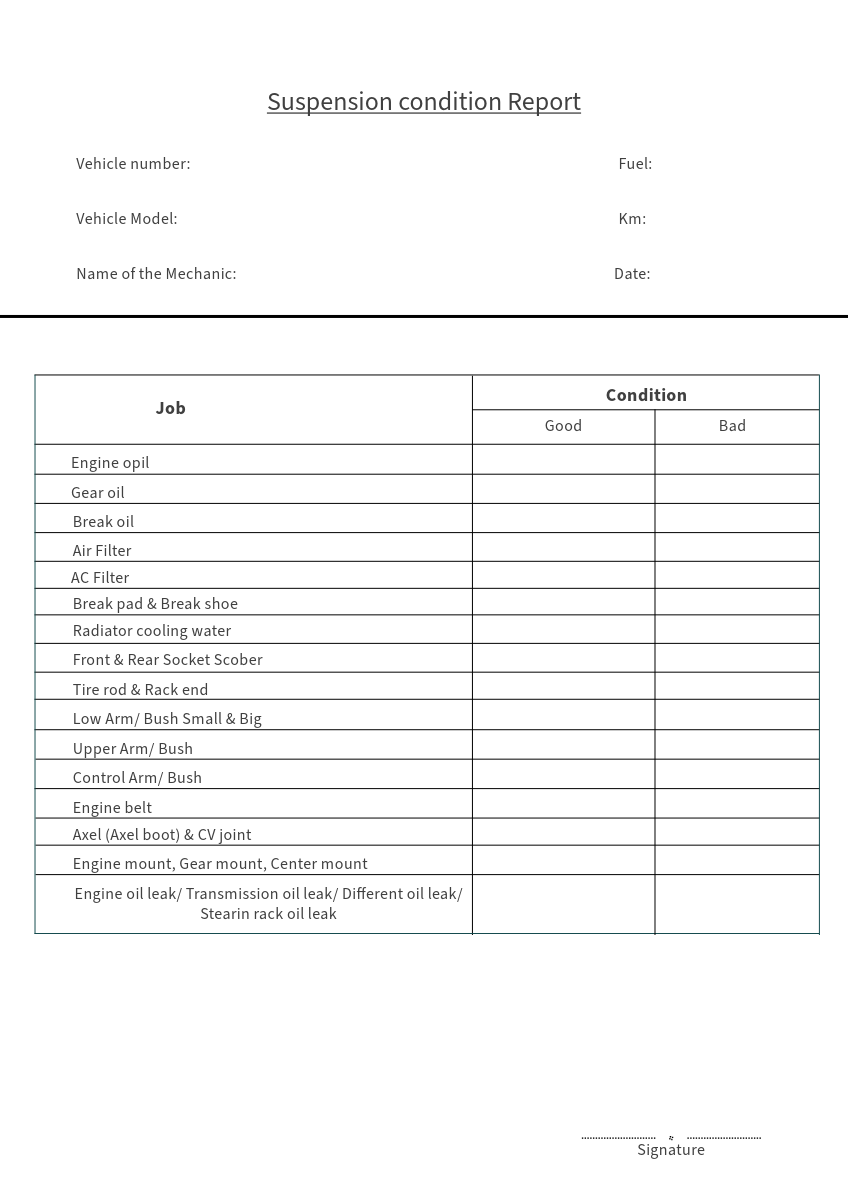 Suspension condition Report
Vehicle number:
Fuel:
Vehicle Model:
Km:
Name of the Mechanic:
Date:
Job
Condition
Good
Bad
Engine opil
Gear oil
Break oil
Air Filter
AC Filter
Break pad & Break shoe
Radiator cooling water
Front & Rear Socket Scober
Tire rod & Rack end
Low Arm/ Bush Small & Big
Upper Arm/ Bush
Control Arm/ Bush
Engine belt
Axel (Axel boot) & CV joint
Engine mount, Gear mount, Center mount
Engine oil leak/ Transmission oil leak/ Different oil leak/
Stearin rack oil leak
Signature